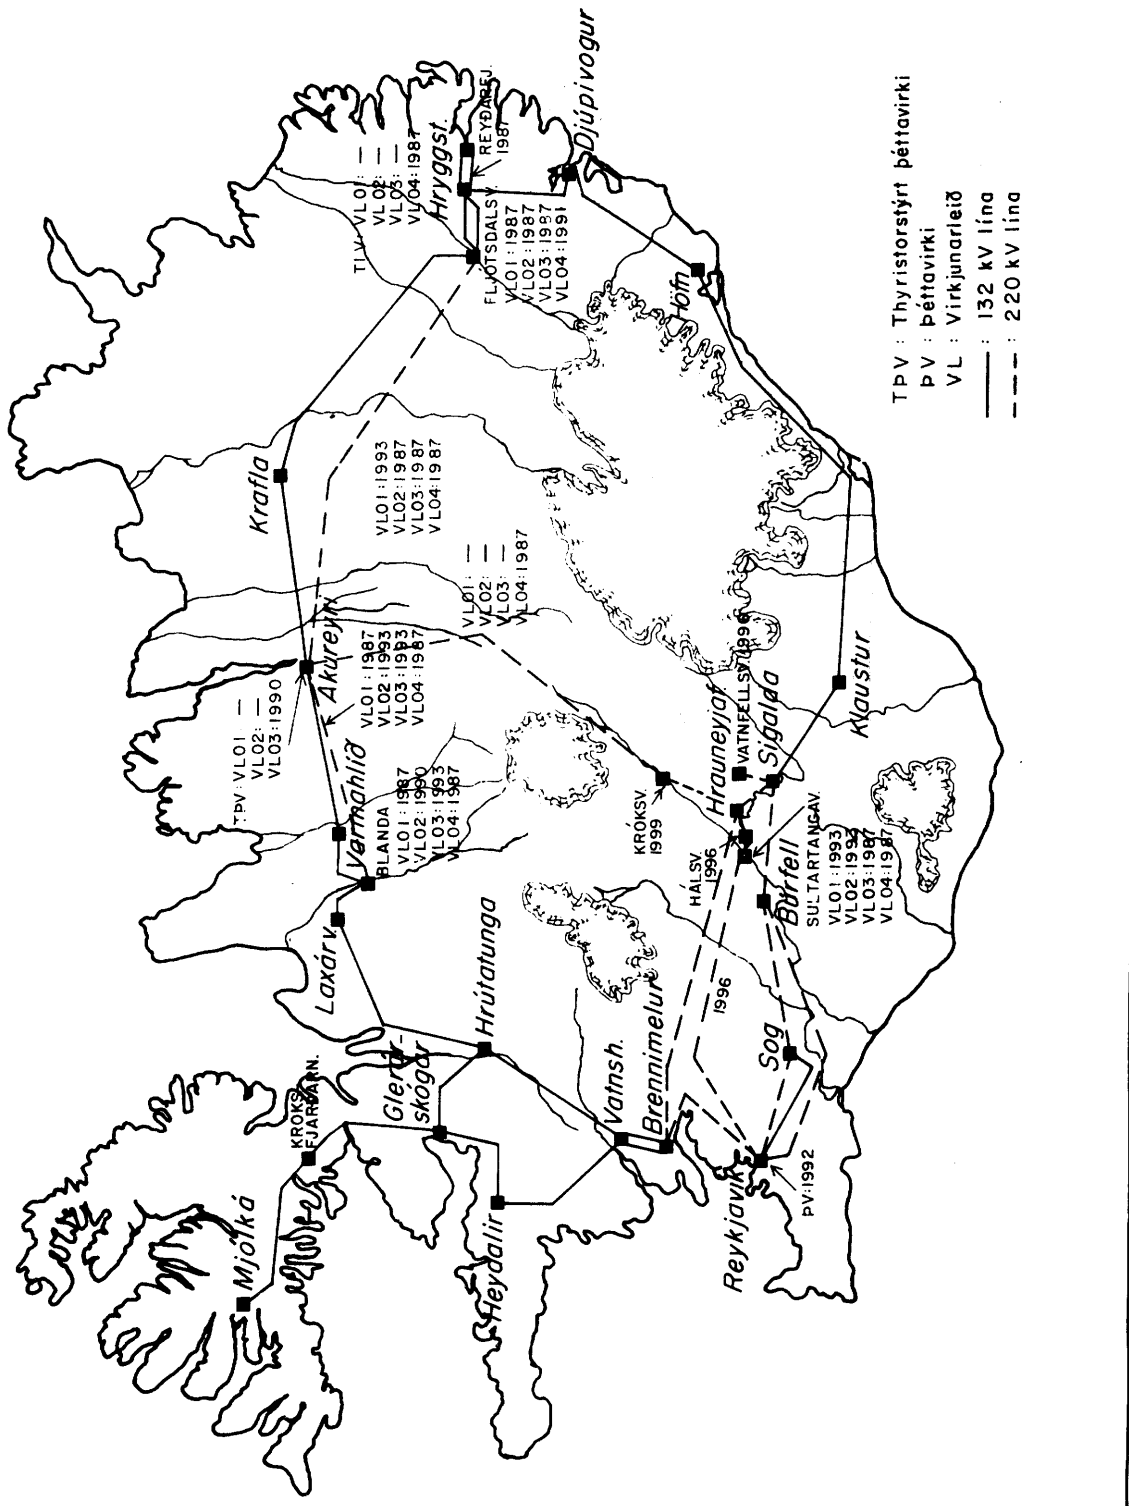 Mjólká
KRÓKS-
FJARÐARN.
Glerár-
skógar
Heydalir
Hrútatunga
Laxárv.
Vatnsh.
Brennimelur
Reykjavík
ÞV:1992
Sog
1996
Varmahlíð
BLANDA
VL01:1987
VL02:1990
VL03:1993
VL04:1987
TÞV: VL01: —
VL02: —
VL03:1990
Akureyri
VL01:1987
VL02:1993
VL03:1993
VL04:1987
Krafla
VL01:1993
VL02:1987
VL03:1987
VL04:1987
VL01: —
VL02: —
VL03: —
VL04:1987
KRÓKSV.
1999
HÁLSV.
1996
Hrauneyjaf.
VATNFELLSV.1996
Sigalda
Búrfell
SULTARTANGAV.
VL01:1993
VL02:1993
VL03:1987
VL04:1987
Klaustur
VL01: —
VL02: —
VL03: —
VL04:1987
Hryggst.
REYÐARFJ.
1987
FLJÓTSDALSV.
VL01:1987
VL02:1987
VL03:1987
VL04:1991
Djúpivogur
Höfn
TÞV : Thyristorstýrt þéttavirki
ÞV : Þéttavirki
VL : Virkjunarleið
: 132 kV lína
: 220 kV lína